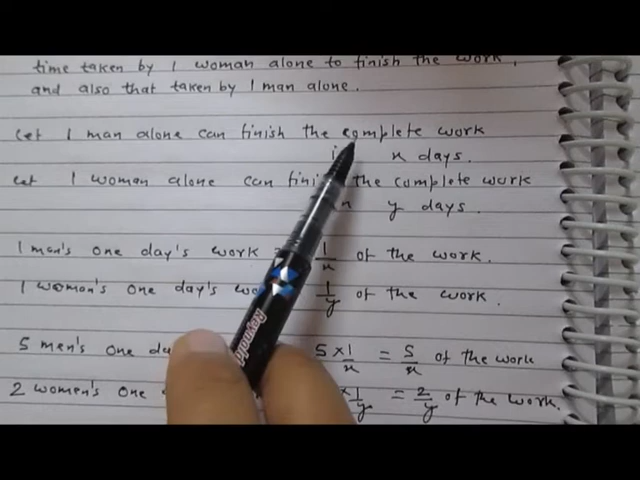 time taken by 1 woman alone to finish the work,
and also that taken by 1 man alone.
Let 1 man alone can finish the complete work
x days.
Let 1 woman alone can the complete work
y days.
1 man's one day's work = 1/x of the work.
1 woman's one day's 1/y of the work.
5 men's one 5 × 1/x = 5/x of the work
2 women's one × 1/y = 2/y of the work.
Reynolds